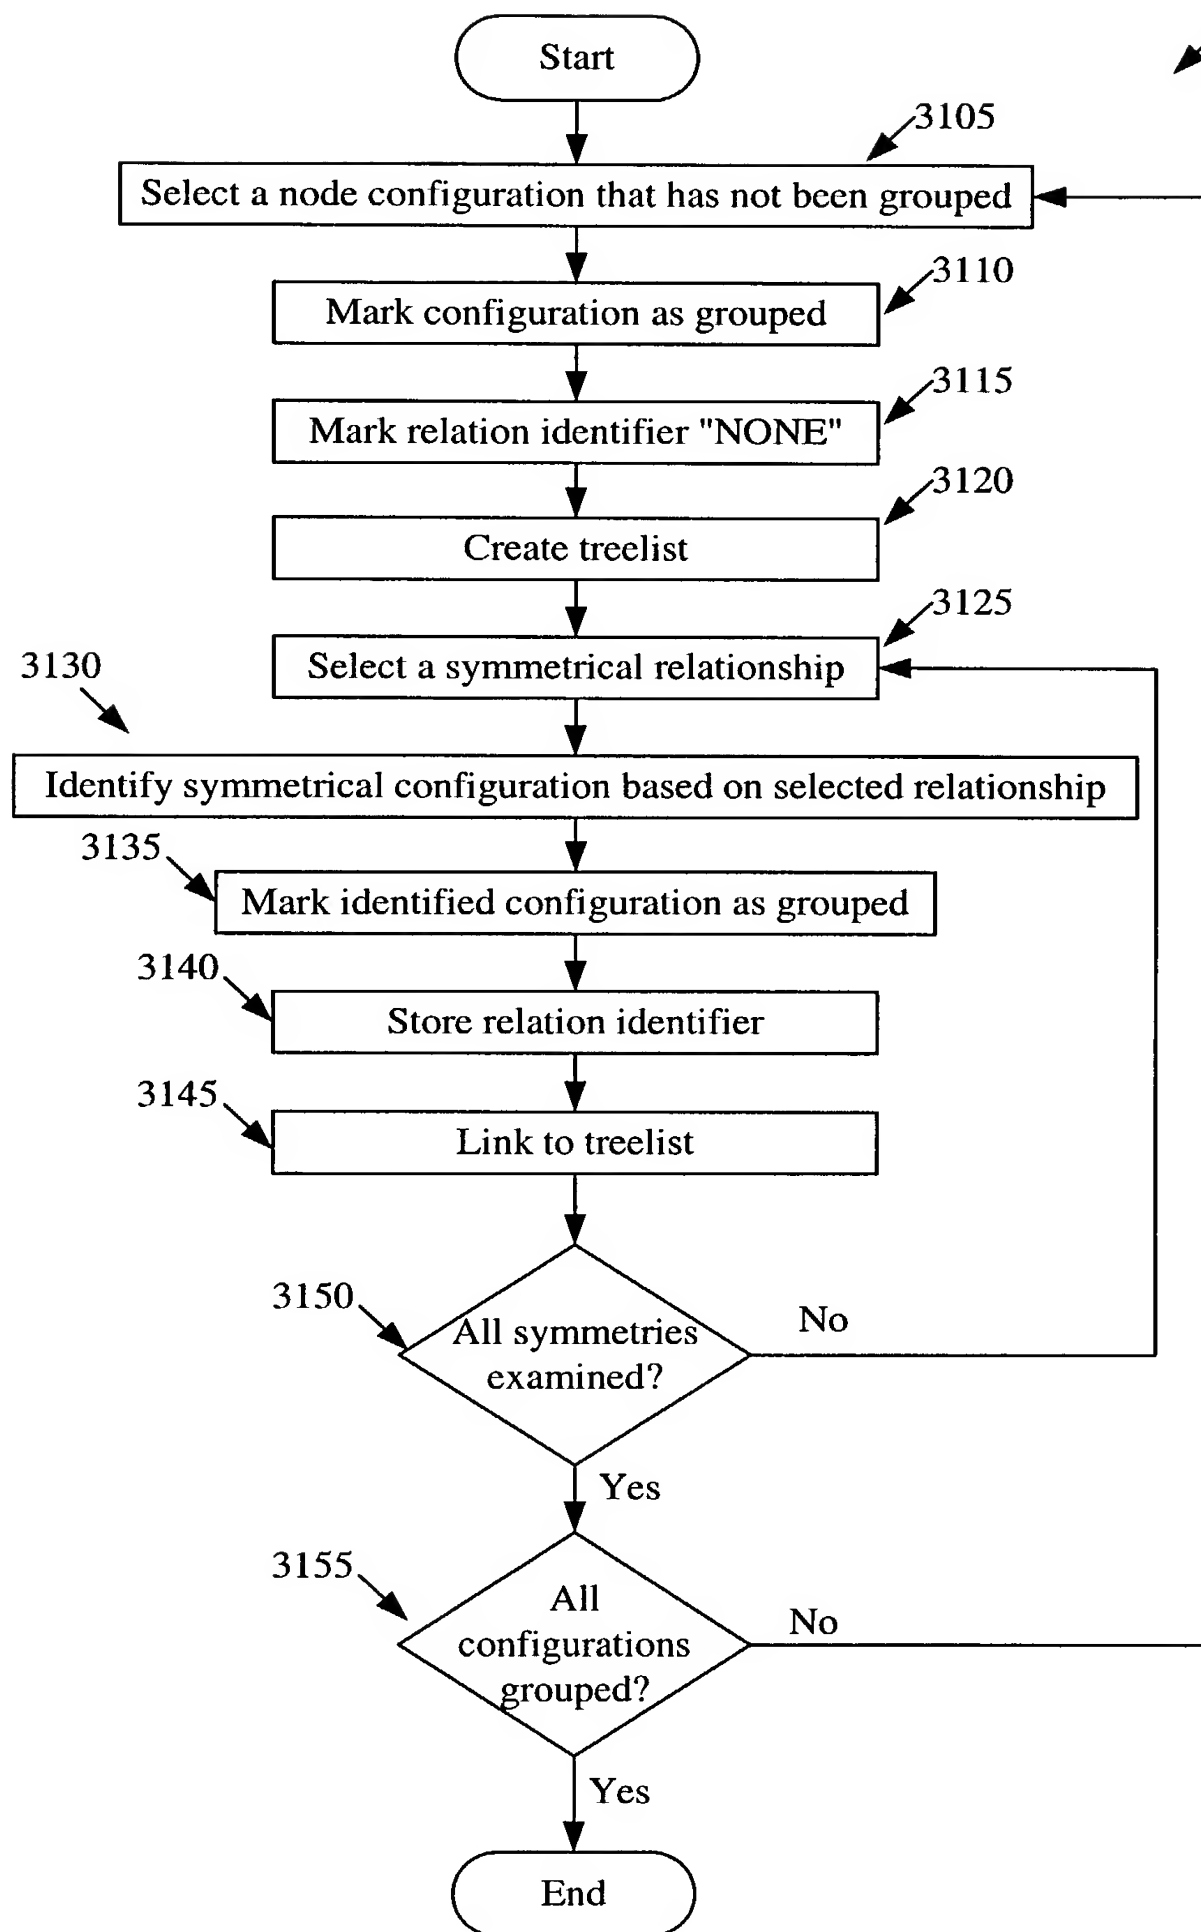 Start
3105
Select a node configuration that has not been grouped
3110
Mark configuration as grouped
3115
Mark relation identifier "NONE"
3120
Create treelist
3125
Select a symmetrical relationship
3130
Identify symmetrical configuration based on selected relationship
3135
Mark identified configuration as grouped
3140
Store relation identifier
3145
Link to treelist
3150
All symmetries
examined?
No
Yes
3155
All
configurations
grouped?
No
Yes
End